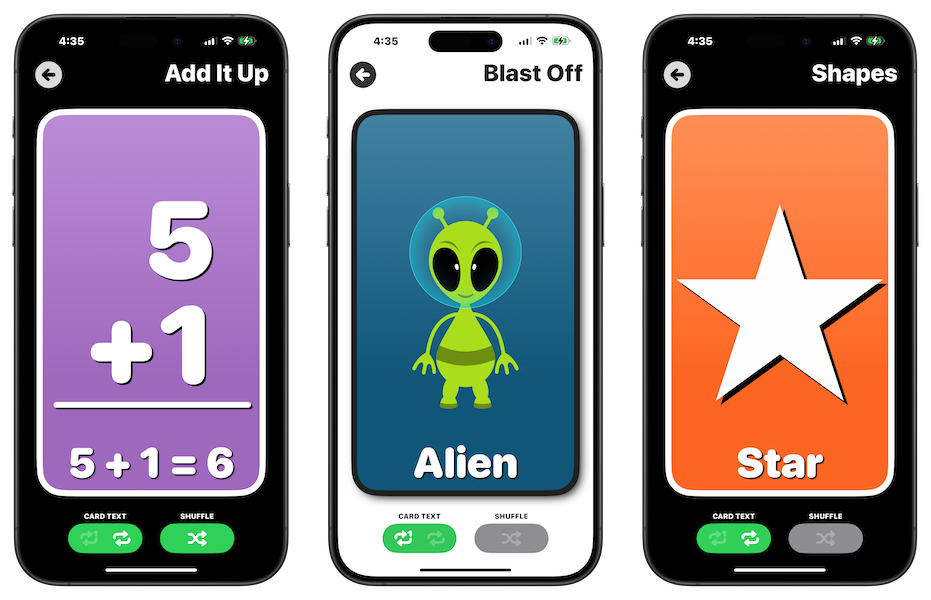 4:35
Add It Up
5
+1
5 + 1 = 6
CARD TEXT
SHUFFLE
4:35
Blast Off
Alien
CARD TEXT
SHUFFLE
4:35
Shapes
Star
CARD TEXT
SHUFFLE